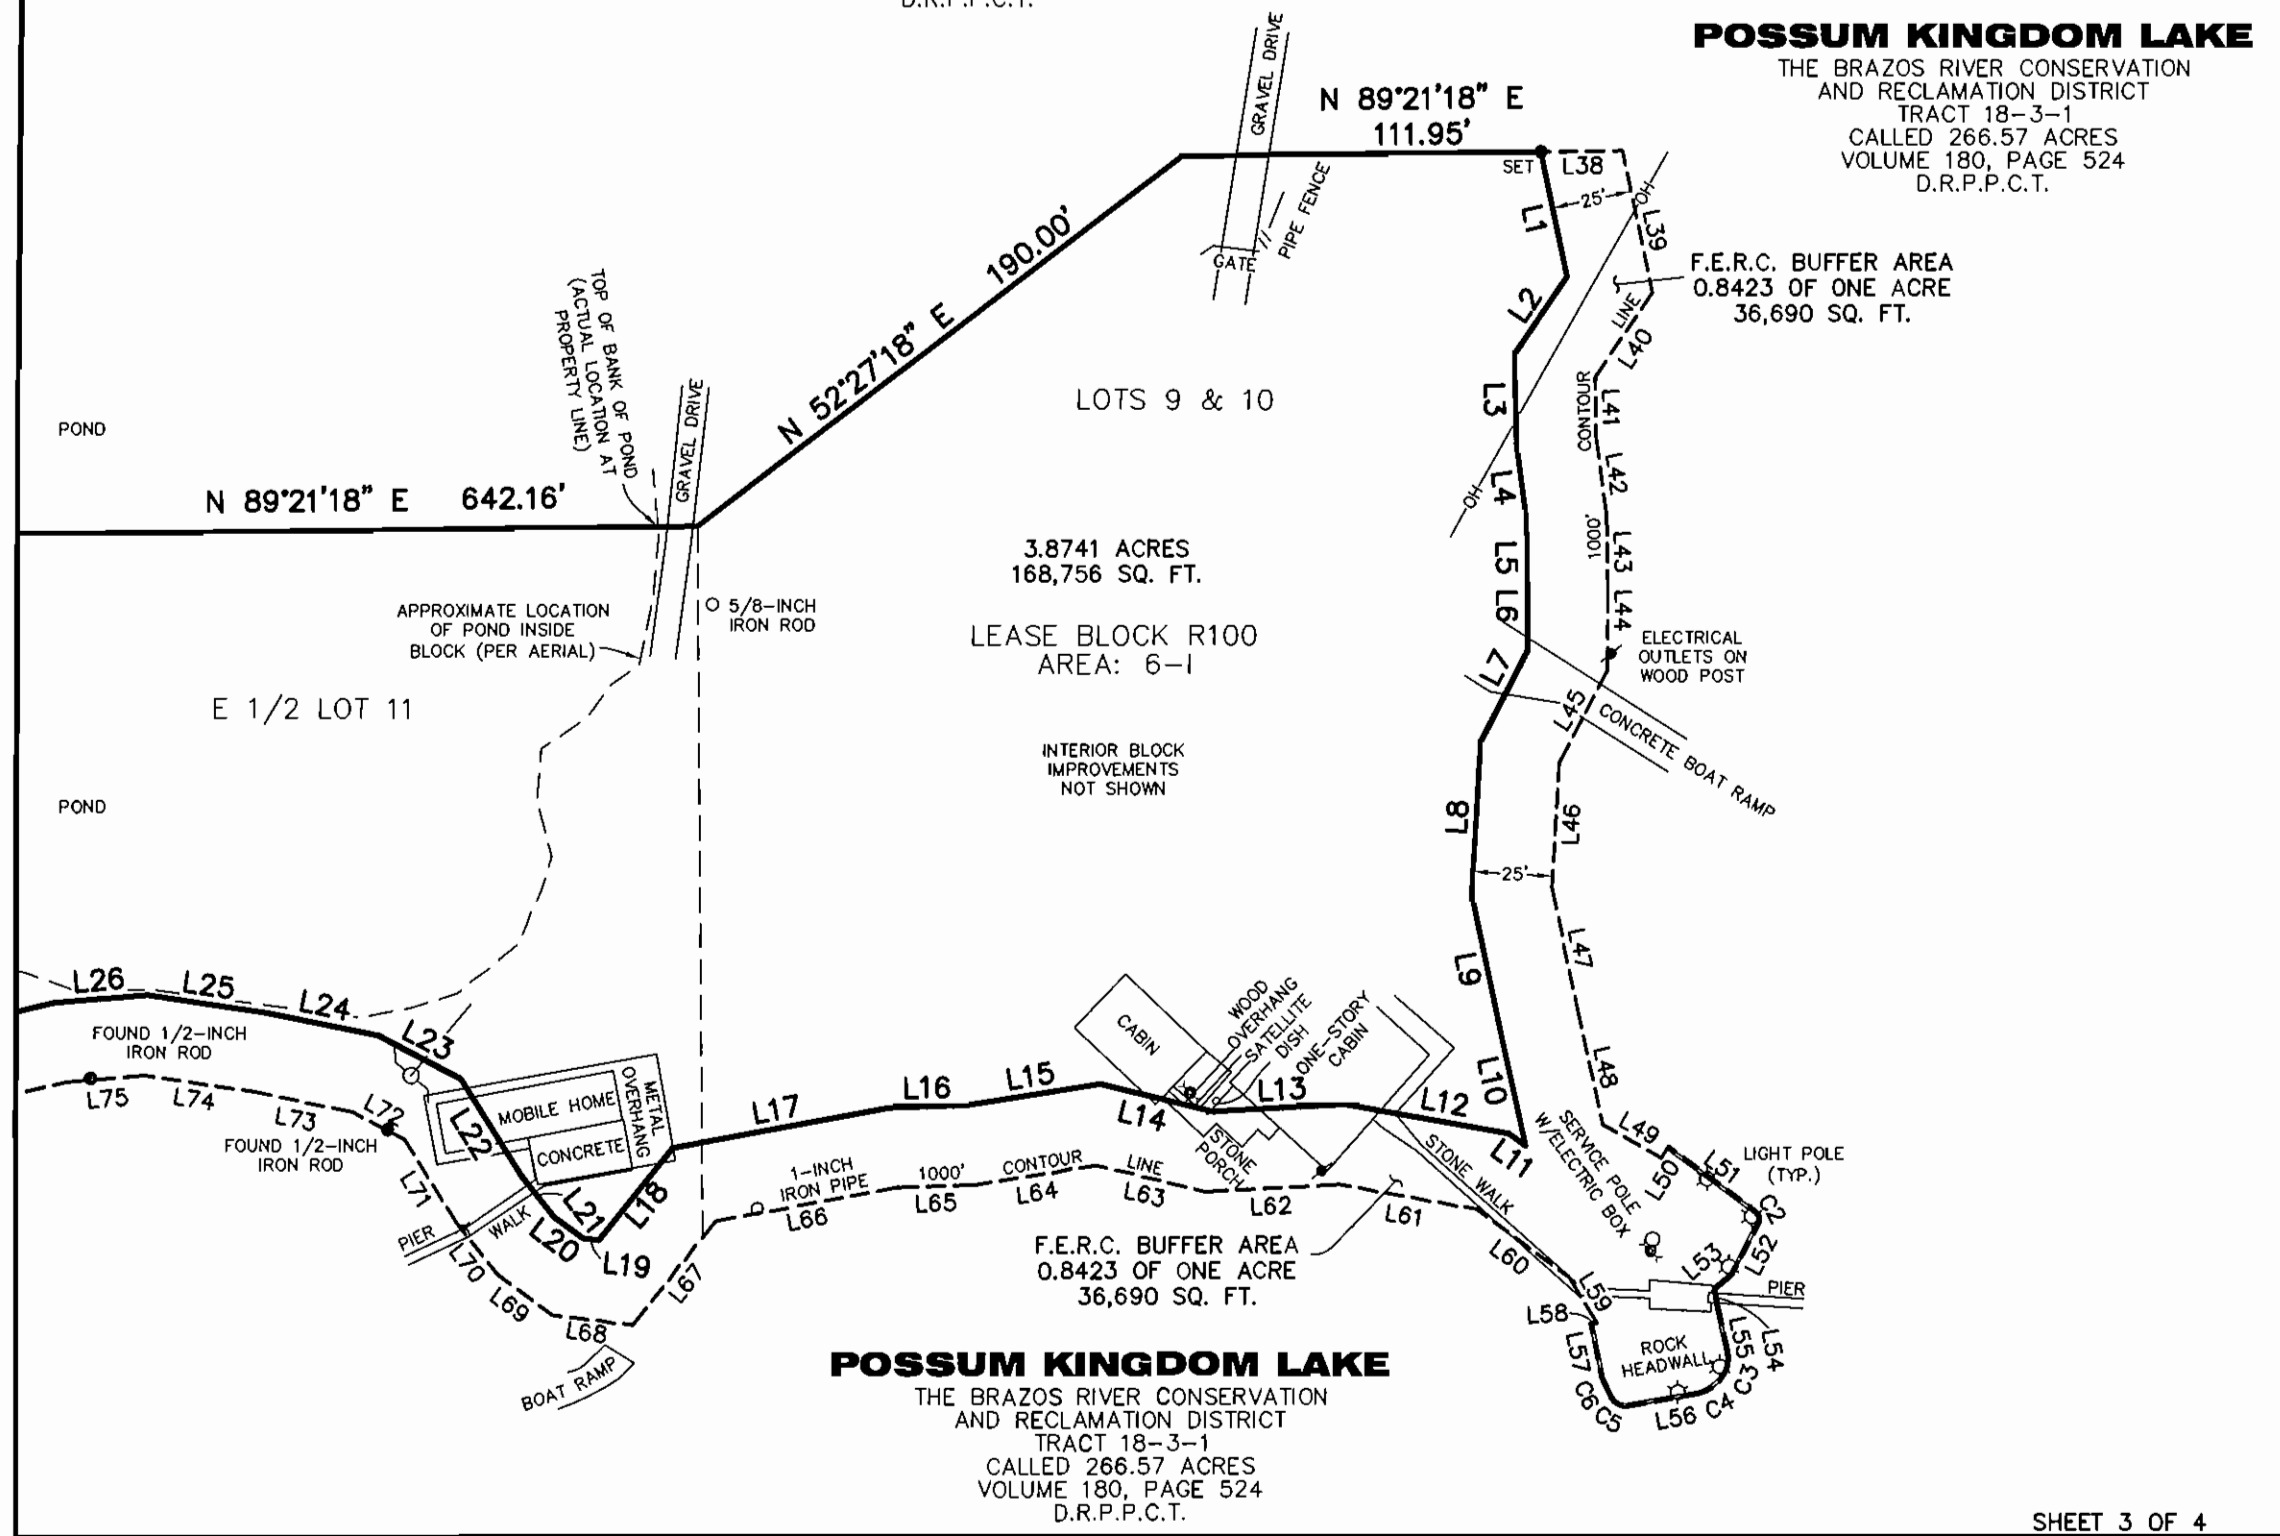 D.R.P.P.C.T.
POSSUM KINGDOM LAKE
THE BRAZOS RIVER CONSERVATION
AND RECLAMATION DISTRICT
TRACT 18-3-1
CALLED 266.57 ACRES
VOLUME 180, PAGE 524
D.R.P.P.C.T.
GRAVEL DRIVE
N 89°21'18" E
111.95'
SET
L38
25'
OH
L1
L39
PIPE FENCE
GATE
F.E.R.C. BUFFER AREA
0.8423 OF ONE ACRE
36,690 SQ. FT.
N 52°27'18" E 190.00'
L2
LINE
L40
TOP OF BANK OF POND
(ACTUAL LOCATION AT
PROPERTY LINE)
GRAVEL DRIVE
LOTS 9 & 10
L3
CONTOUR
L41
POND
L42
L4
OH
N 89°21'18" E 642.16'
1000'
L43
L5
3.8741 ACRES
168,756 SQ. FT.
L6
L44
APPROXIMATE LOCATION
OF POND INSIDE
BLOCK (PER AERIAL)
5/8-INCH
IRON ROD
LEASE BLOCK R100
AREA: 6-I
ELECTRICAL
OUTLETS ON
WOOD POST
L7
L45
CONCRETE BOAT RAMP
E 1/2 LOT 11
INTERIOR BLOCK
IMPROVEMENTS
NOT SHOWN
POND
L8
L46
25'
L9
L47
L26
L25
L24
L23
FOUND 1/2-INCH
IRON ROD
CABIN
WOOD
OVERHANG
SATELLITE
DISH
ONE-STORY
CABIN
L10
L48
L75
L74
L73
L72
FOUND 1/2-INCH
IRON ROD
L22
MOBILE HOME
METAL
OVERHANG
CONCRETE
L17
L16
L15
L14
L13
L12
L11
STONE
PORCH
STONE WALK
SERVICE POLE
W/ELECTRIC BOX
L49
L50
L51
LIGHT POLE
(TYP.)
C2
L52
L53
L71
PIER
WALK
L21
L18
L20
L19
L70
L69
L68
L67
1-INCH
IRON PIPE
L66
1000'
L65
CONTOUR
L64
LINE
L63
L62
L61
L60
L59
L58
PIER
F.E.R.C. BUFFER AREA
0.8423 OF ONE ACRE
36,690 SQ. FT.
BOAT RAMP
L57
ROCK
HEADWALL
L55
L54
C3
C4
L56
C5
C6
POSSUM KINGDOM LAKE
THE BRAZOS RIVER CONSERVATION
AND RECLAMATION DISTRICT
TRACT 18-3-1
CALLED 266.57 ACRES
VOLUME 180, PAGE 524
D.R.P.P.C.T.
SHEET 3 OF 4